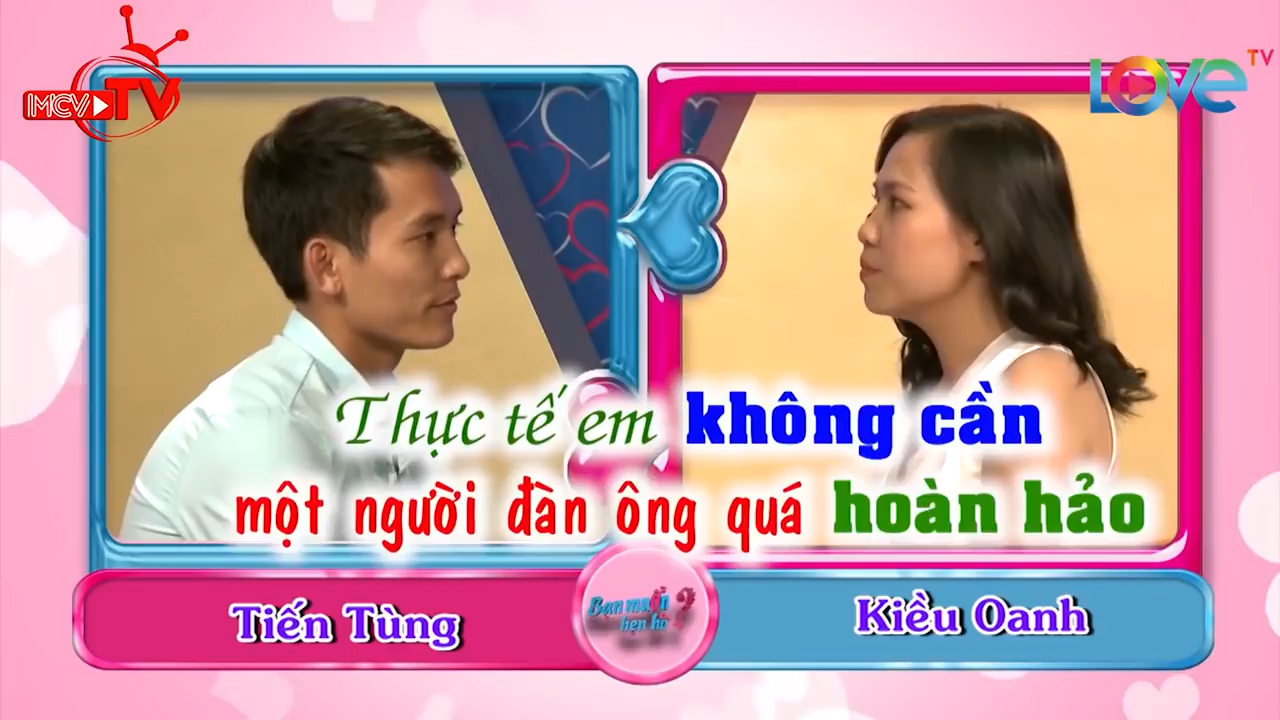 MCV TV
LOVE TV
Thực tế em không cần
một người đàn ông quá hoàn hảo
Tiến Tùng
Bạn muốn
hẹn hò ?
Kiều Oanh